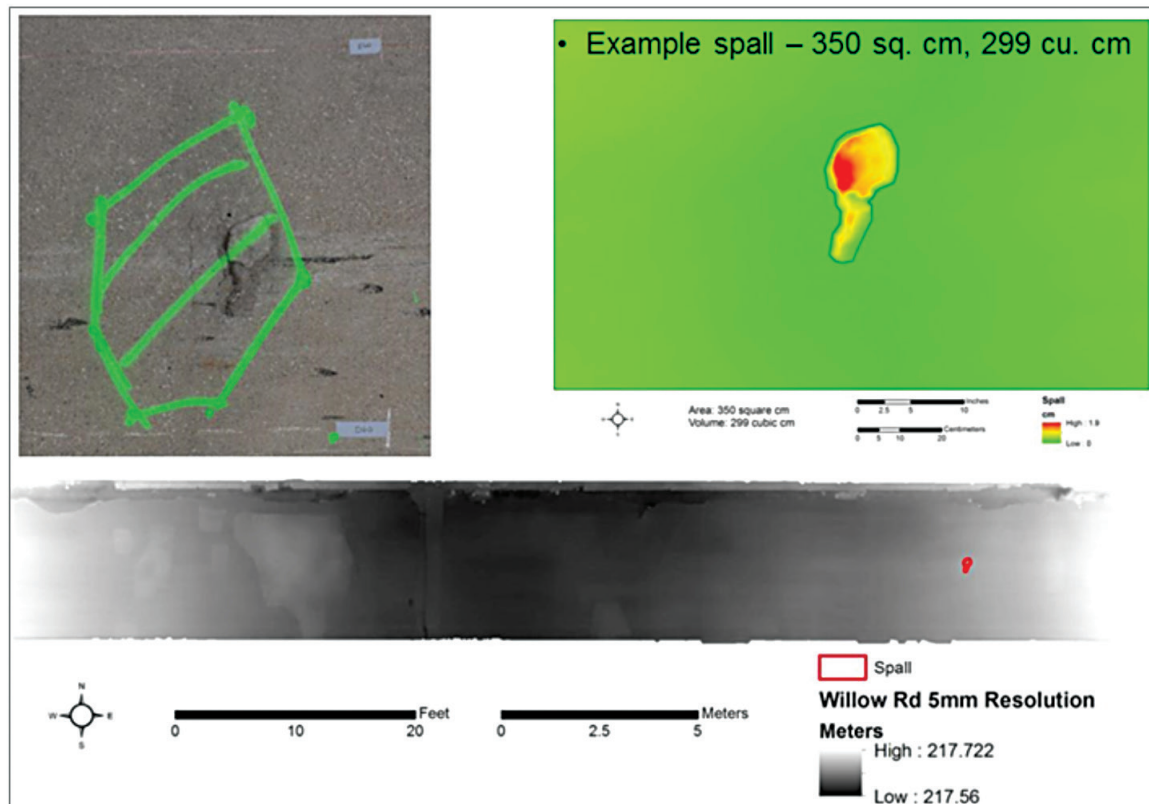 • Example spall – 350 sq. cm, 299 cu. cm
Area: 350 square cm
Volume: 299 cubic cm
Inches
0 2.5 5 10
Centimeters
0 5 10 20
Spall
cm
High : 1.9
Low : 0
Spall
Willow Rd 5mm Resolution
Meters
High : 217.722
Low : 217.56
N
W E
S
Feet
0 10 20
Meters
0 2.5 5